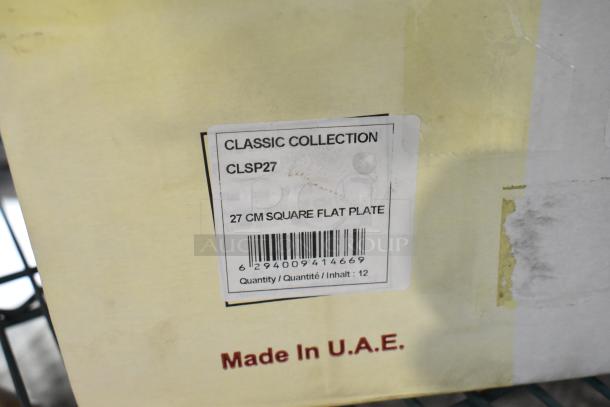 CLASSIC COLLECTION
CLSP27
27 CM SQUARE FLAT PLATE
6 294009 414669
Quantity / Quantité / Inhalt : 12
Made In U.A.E.